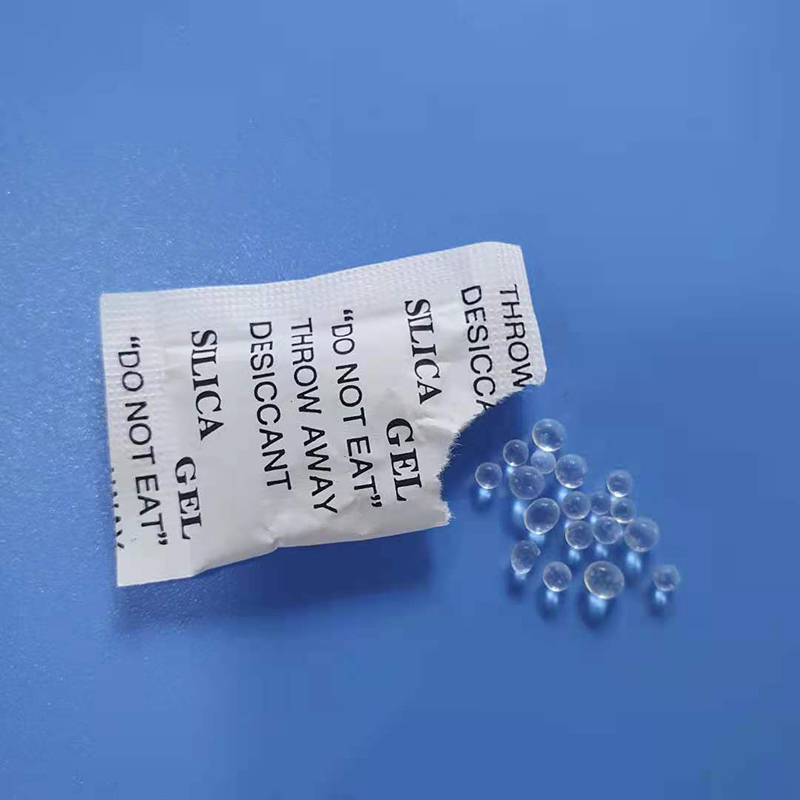 THROW
DESICCA
SILICA GEL
“DO NOT EAT”
THROW AWAY
DESICCANT
SILICA GEL
“DO NOT EAT”